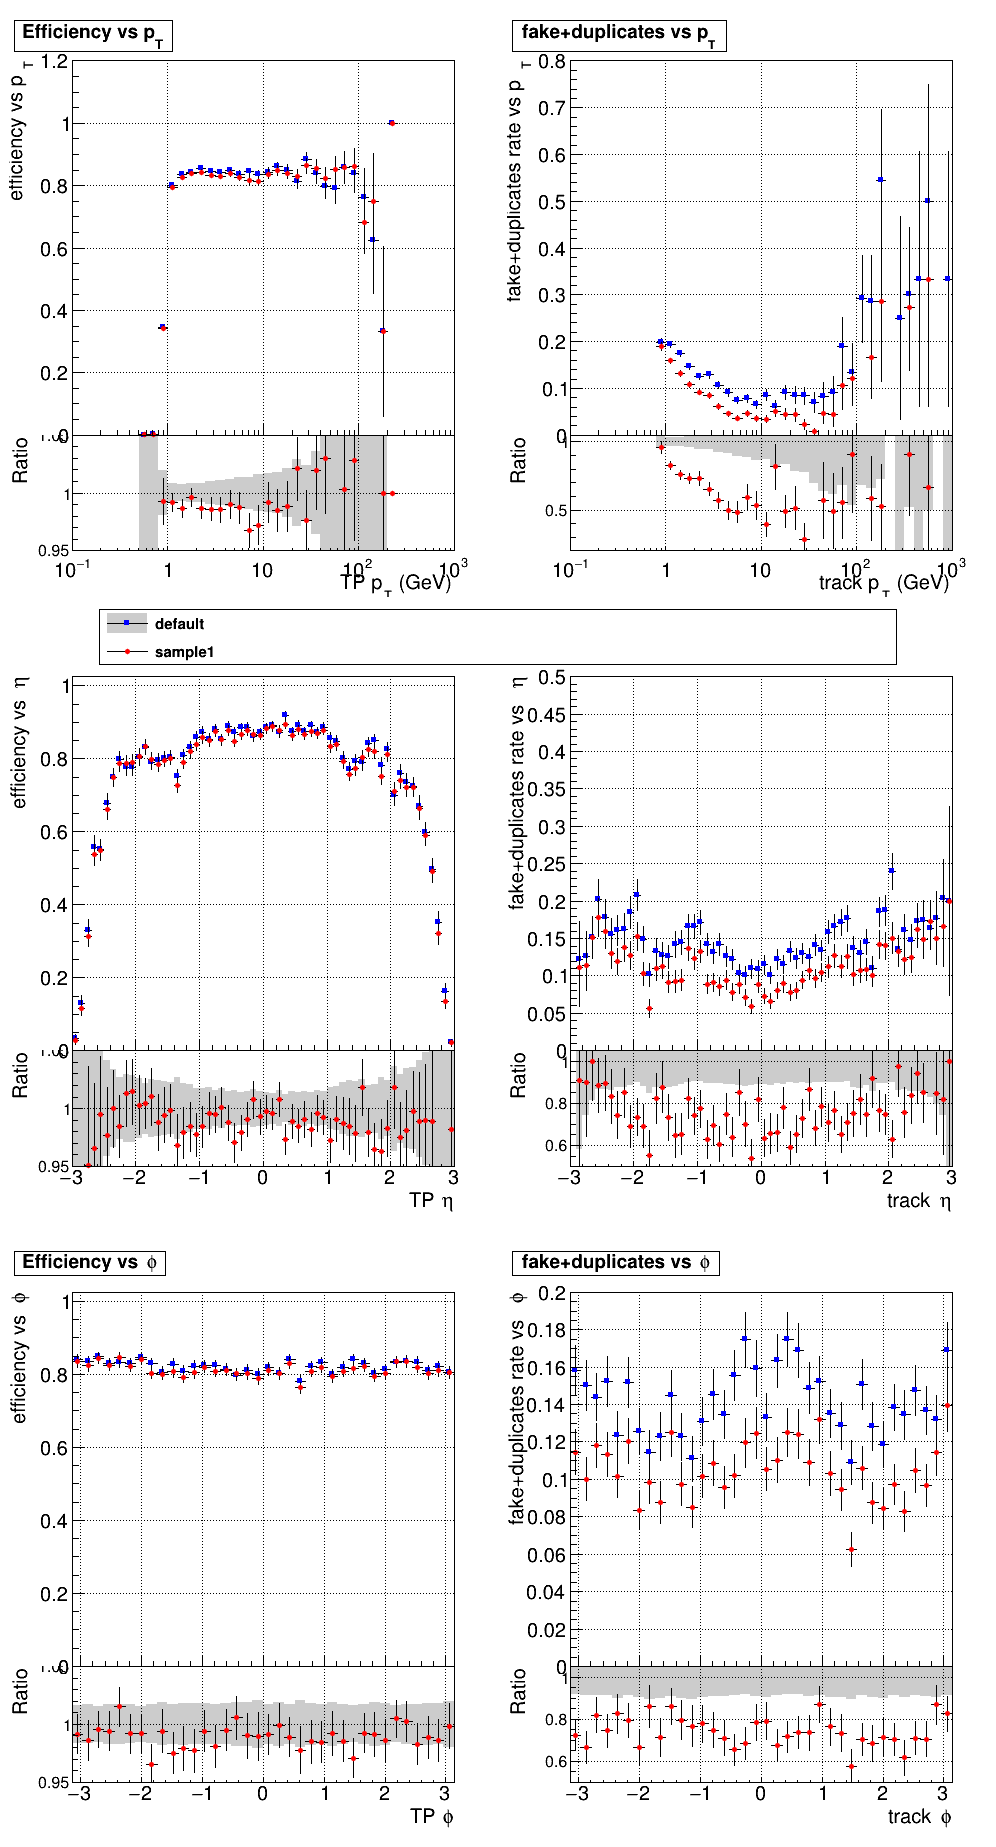 Efficiency vs p_T
fake+duplicates vs p_T
efficiency vs p_T
1.2
1
0.8
0.6
0.4
0.2
0
Ratio
1
0.95
10^-1
1
10
10^2
10^3
TP p_T (GeV)
fake+duplicates rate vs p_T
0.8
0.7
0.6
0.5
0.4
0.3
0.2
0.1
0
Ratio
1
0.5
10^-1
1
10
10^2
10^3
track p_T (GeV)
default
sample1
efficiency vs η
1
0.8
0.6
0.4
0.2
0
Ratio
1
0.95
−3 −2 −1 0 1 2 3
TP η
fake+duplicates rate vs η
0.5
0.45
0.4
0.35
0.3
0.25
0.2
0.15
0.1
0.05
0
Ratio
1
0.8
0.6
−3 −2 −1 0 1 2 3
track η
Efficiency vs ϕ
fake+duplicates vs ϕ
efficiency vs ϕ
1
0.8
0.6
0.4
0.2
0
Ratio
1
0.95
−3 −2 −1 0 1 2 3
TP ϕ
fake+duplicates rate vs ϕ
0.2
0.18
0.16
0.14
0.12
0.1
0.08
0.06
0.04
0.02
0
Ratio
1
0.8
0.6
−3 −2 −1 0 1 2 3
track ϕ